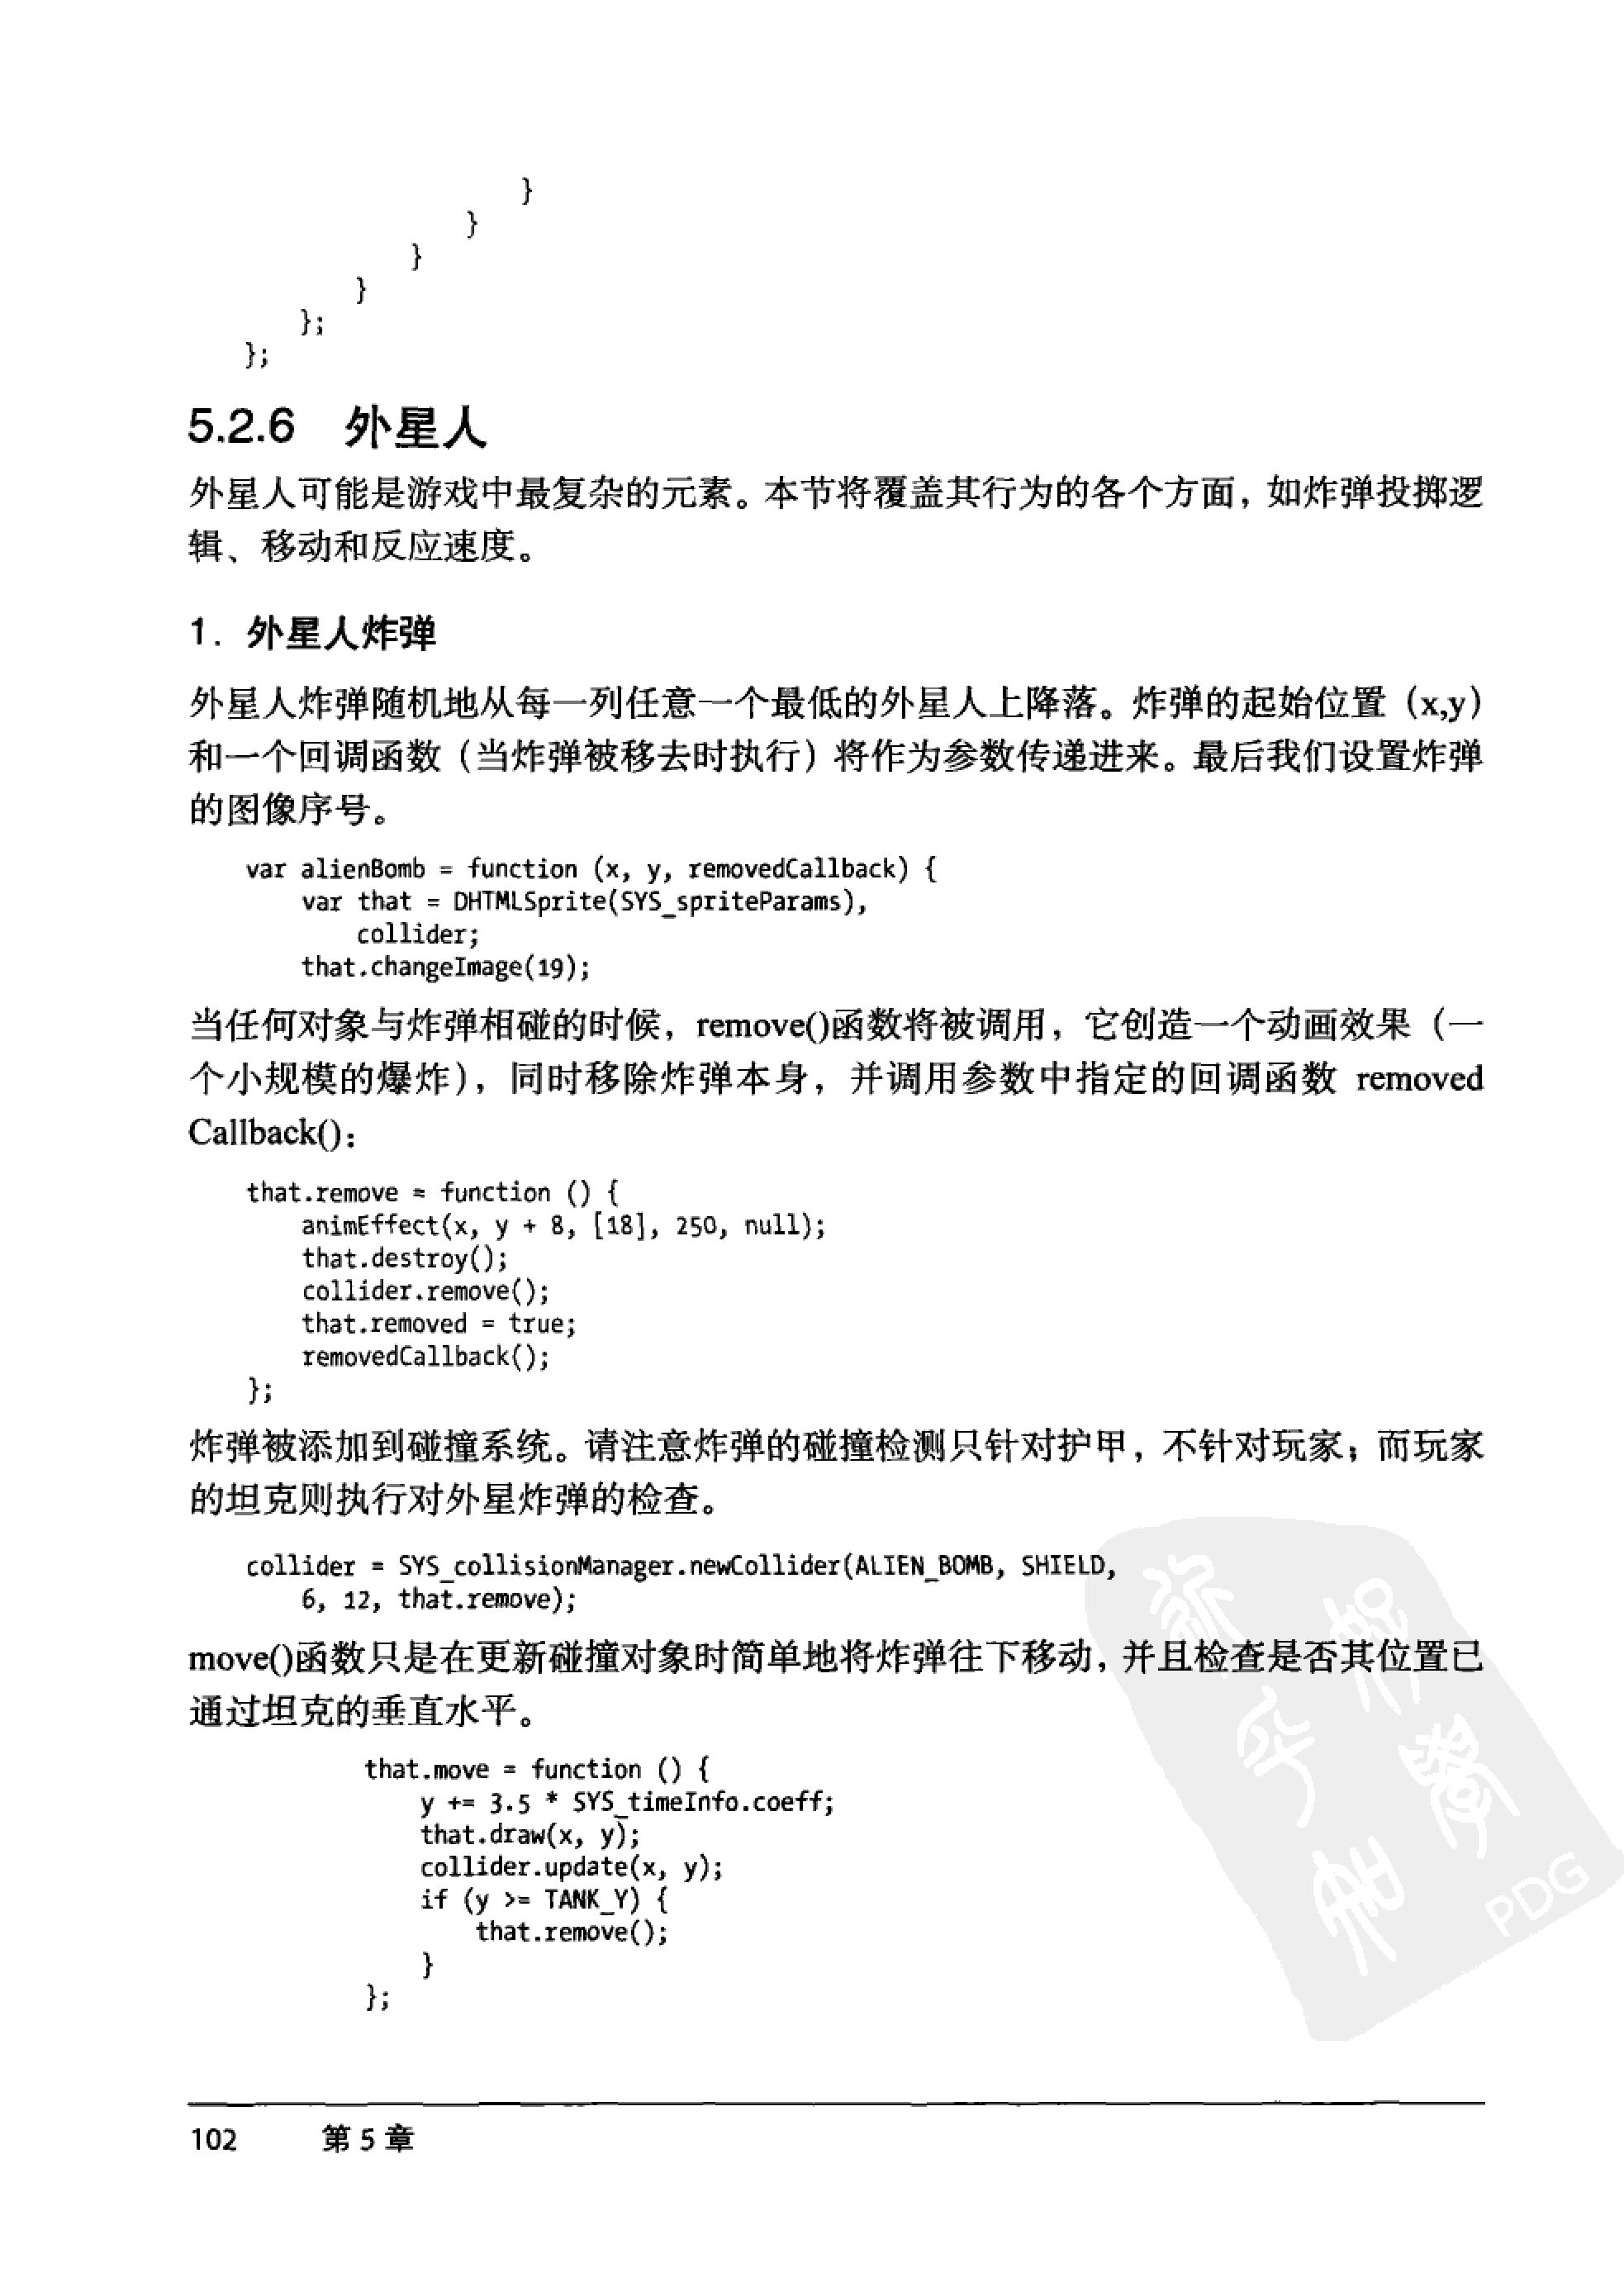 }
}
}
}
};
};
5.2.6 外星人
外星人可能是游戏中最复杂的元素。本节将覆盖其行为的各个方面，如炸弹投掷逻
辑、移动和反应速度。
1. 外星人炸弹
外星人炸弹随机地从每一列任意一个最低的外星人上降落。炸弹的起始位置（x,y）
和一个回调函数（当炸弹被移去时执行）将作为参数传递进来。最后我们设置炸弹
的图像序号。
var alienBomb = function (x, y, removedCallback) {
var that = DHTMLSprite(SYS_spriteParams),
collider;
that.changeImage(19);
当任何对象与炸弹相碰的时候，remove()函数将被调用，它创造一个动画效果（一
个小规模的爆炸），同时移除炸弹本身，并调用参数中指定的回调函数 removed
Callback()：
that.remove = function () {
animEffect(x, y + 8, [18], 250, null);
that.destroy();
collider.remove();
that.removed = true;
removedCallback();
};
炸弹被添加到碰撞系统。请注意炸弹的碰撞检测只针对护甲，不针对玩家；而玩家
的坦克则执行对外星炸弹的检查。
collider = SYS_collisionManager.newCollider(ALIEN_BOMB, SHIELD,
6, 12, that.remove);
move()函数只是在更新碰撞对象时简单地将炸弹往下移动，并且检查是否其位置已
通过坦克的垂直水平。
that.move = function () {
y += 3.5 * SYS_timeInfo.coeff;
that.draw(x, y);
collider.update(x, y);
if (y >= TANK_Y) {
that.remove();
}
};
PDG
102 第 5 章